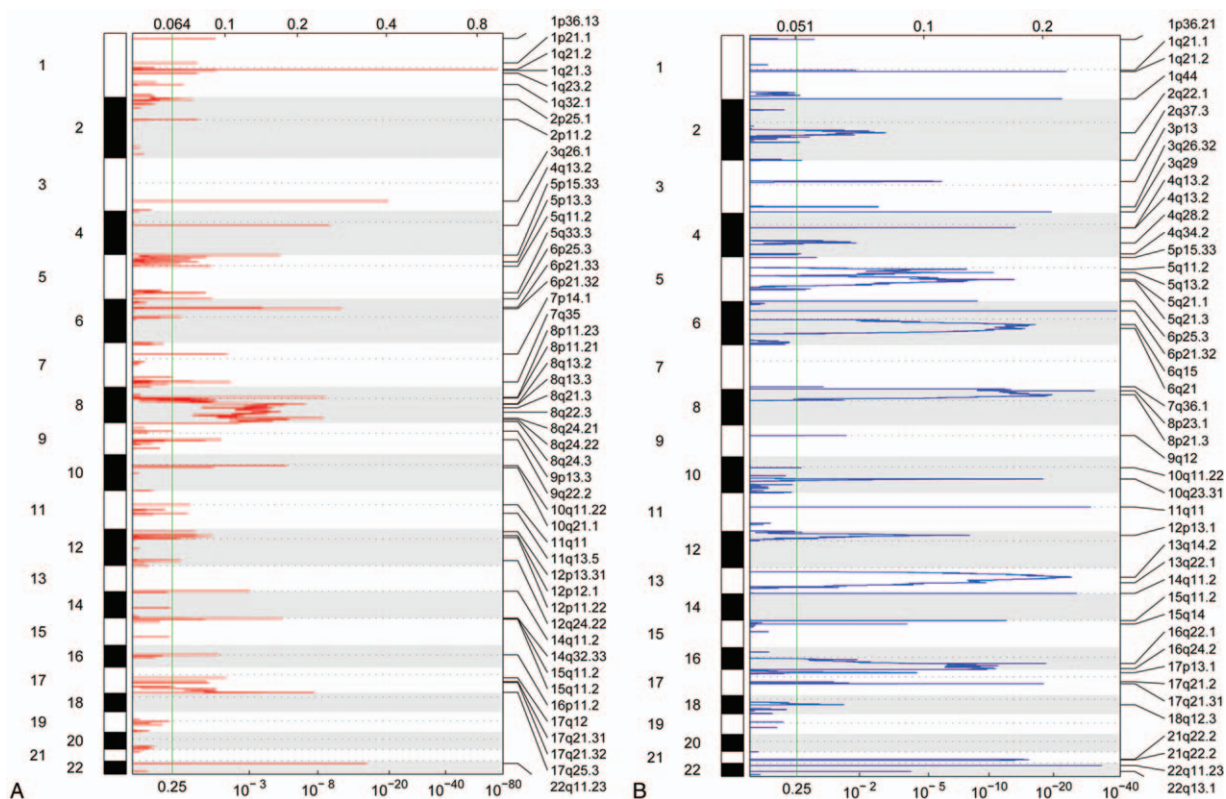 0.064 0.1 0.2 0.4 0.8
1
2
3
4
5
6
7
8
9
10
11
12
13
14
15
16
17
18
19
20
21
22
1p36.13
1p21.1
1q21.2
1q21.3
1q23.2
1q32.1
2p25.1
2p11.2
3q26.1
4q13.2
5p15.33
5p13.3
5q11.2
5q33.3
6p25.3
6p21.33
6p21.32
7p14.1
7q35
8p11.23
8p11.21
8q13.2
8q13.3
8q21.3
8q22.3
8q24.21
8q24.22
8q24.3
9p13.3
9q22.2
10q11.22
10q21.1
11q11
11q13.5
12p13.31
12p12.1
12p11.22
12q24.22
14q11.2
14q32.33
15q11.2
15q11.2
16p11.2
17q12
17q21.31
17q21.32
17q25.3
22q11.23
0.25 10⁻³ 10⁻⁸ 10⁻²⁰ 10⁻⁴⁰ 10⁻⁸⁰
A
0.051 0.1 0.2
1
2
3
4
5
6
7
8
9
10
11
12
13
14
15
16
17
18
19
20
21
22
1p36.21
1q21.1
1q21.2
1q44
2q22.1
2q37.3
3p13
3q26.32
3q29
4q13.2
4q13.2
4q28.2
4q34.2
5p15.33
5q11.2
5q13.2
5q21.1
5q21.3
6p25.3
6p21.32
6q15
6q21
7q36.1
8p23.1
8p21.3
9q12
10q11.22
10q23.31
11q11
12p13.1
13q14.2
13q22.1
14q11.2
15q11.2
15q14
16q22.1
16q24.2
17p13.1
17q21.2
17q21.31
18q12.3
21q22.2
21q22.2
22q11.23
22q13.1
0.25 10⁻² 10⁻⁵ 10⁻¹⁰ 10⁻²⁰ 10⁻⁴⁰
B